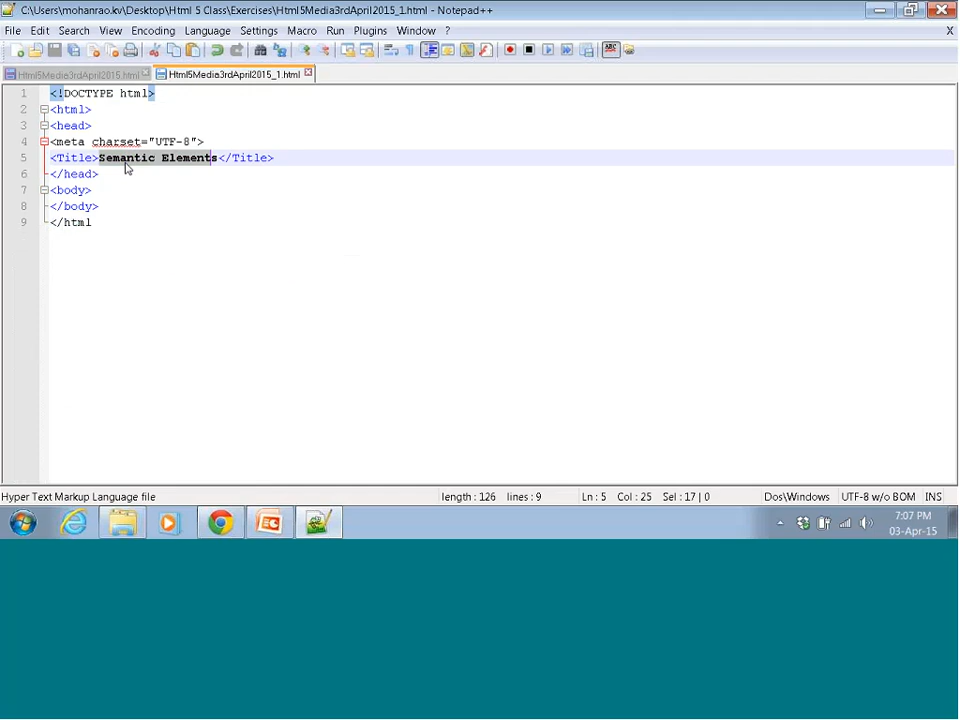 C:\Users\mohanrao.kv\Desktop\Html 5 Class\Exercises\Html5Media3rdApril2015_1.html - Notepad++
File Edit Search View Encoding Language Settings Macro Run Plugins Window ? X
ABC
Html5Media3rdApril2015.html Html5Media3rdApril2015_1.html
1 <!DOCTYPE html>
2 <html>
3 <head>
4 <meta charset="UTF-8">
5 <Title>Semantic Elements</Title>
6 </head>
7 <body>
8 </body>
9 </html
Hyper Text Markup Language file length : 126 lines : 9 Ln : 5 Col : 25 Sel : 17 | 0 Dos\Windows UTF-8 w/o BOM INS
7:07 PM
03-Apr-15